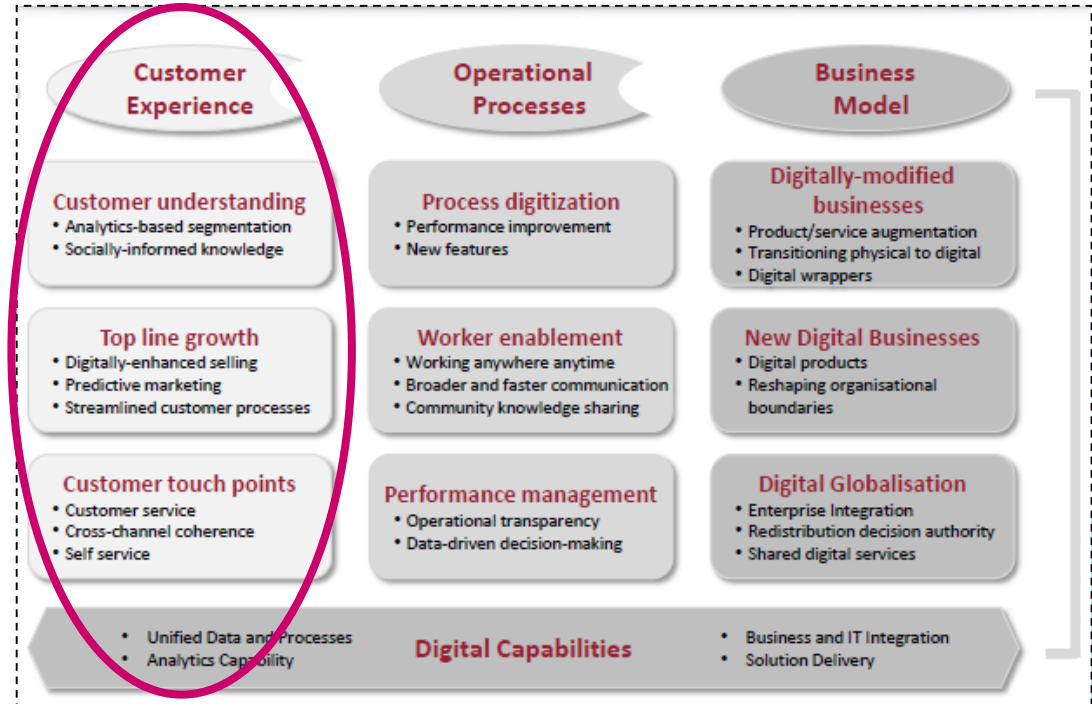 Customer
Experience
Operational
Processes
Business
Model
Customer understanding
• Analytics-based segmentation
• Socially-informed knowledge
Process digitization
• Performance improvement
• New features
Digitally-modified
businesses
• Product/service augmentation
• Transitioning physical to digital
• Digital wrappers
Top line growth
• Digitally-enhanced selling
• Predictive marketing
• Streamlined customer processes
Worker enablement
• Working anywhere anytime
• Broader and faster communication
• Community knowledge sharing
New Digital Businesses
• Digital products
• Reshaping organisational
boundaries
Customer touch points
• Customer service
• Cross-channel coherence
• Self service
Performance management
• Operational transparency
• Data-driven decision-making
Digital Globalisation
• Enterprise Integration
• Redistribution decision authority
• Shared digital services
• Unified Data and Processes
• Analytics Capability
Digital Capabilities
• Business and IT Integration
• Solution Delivery